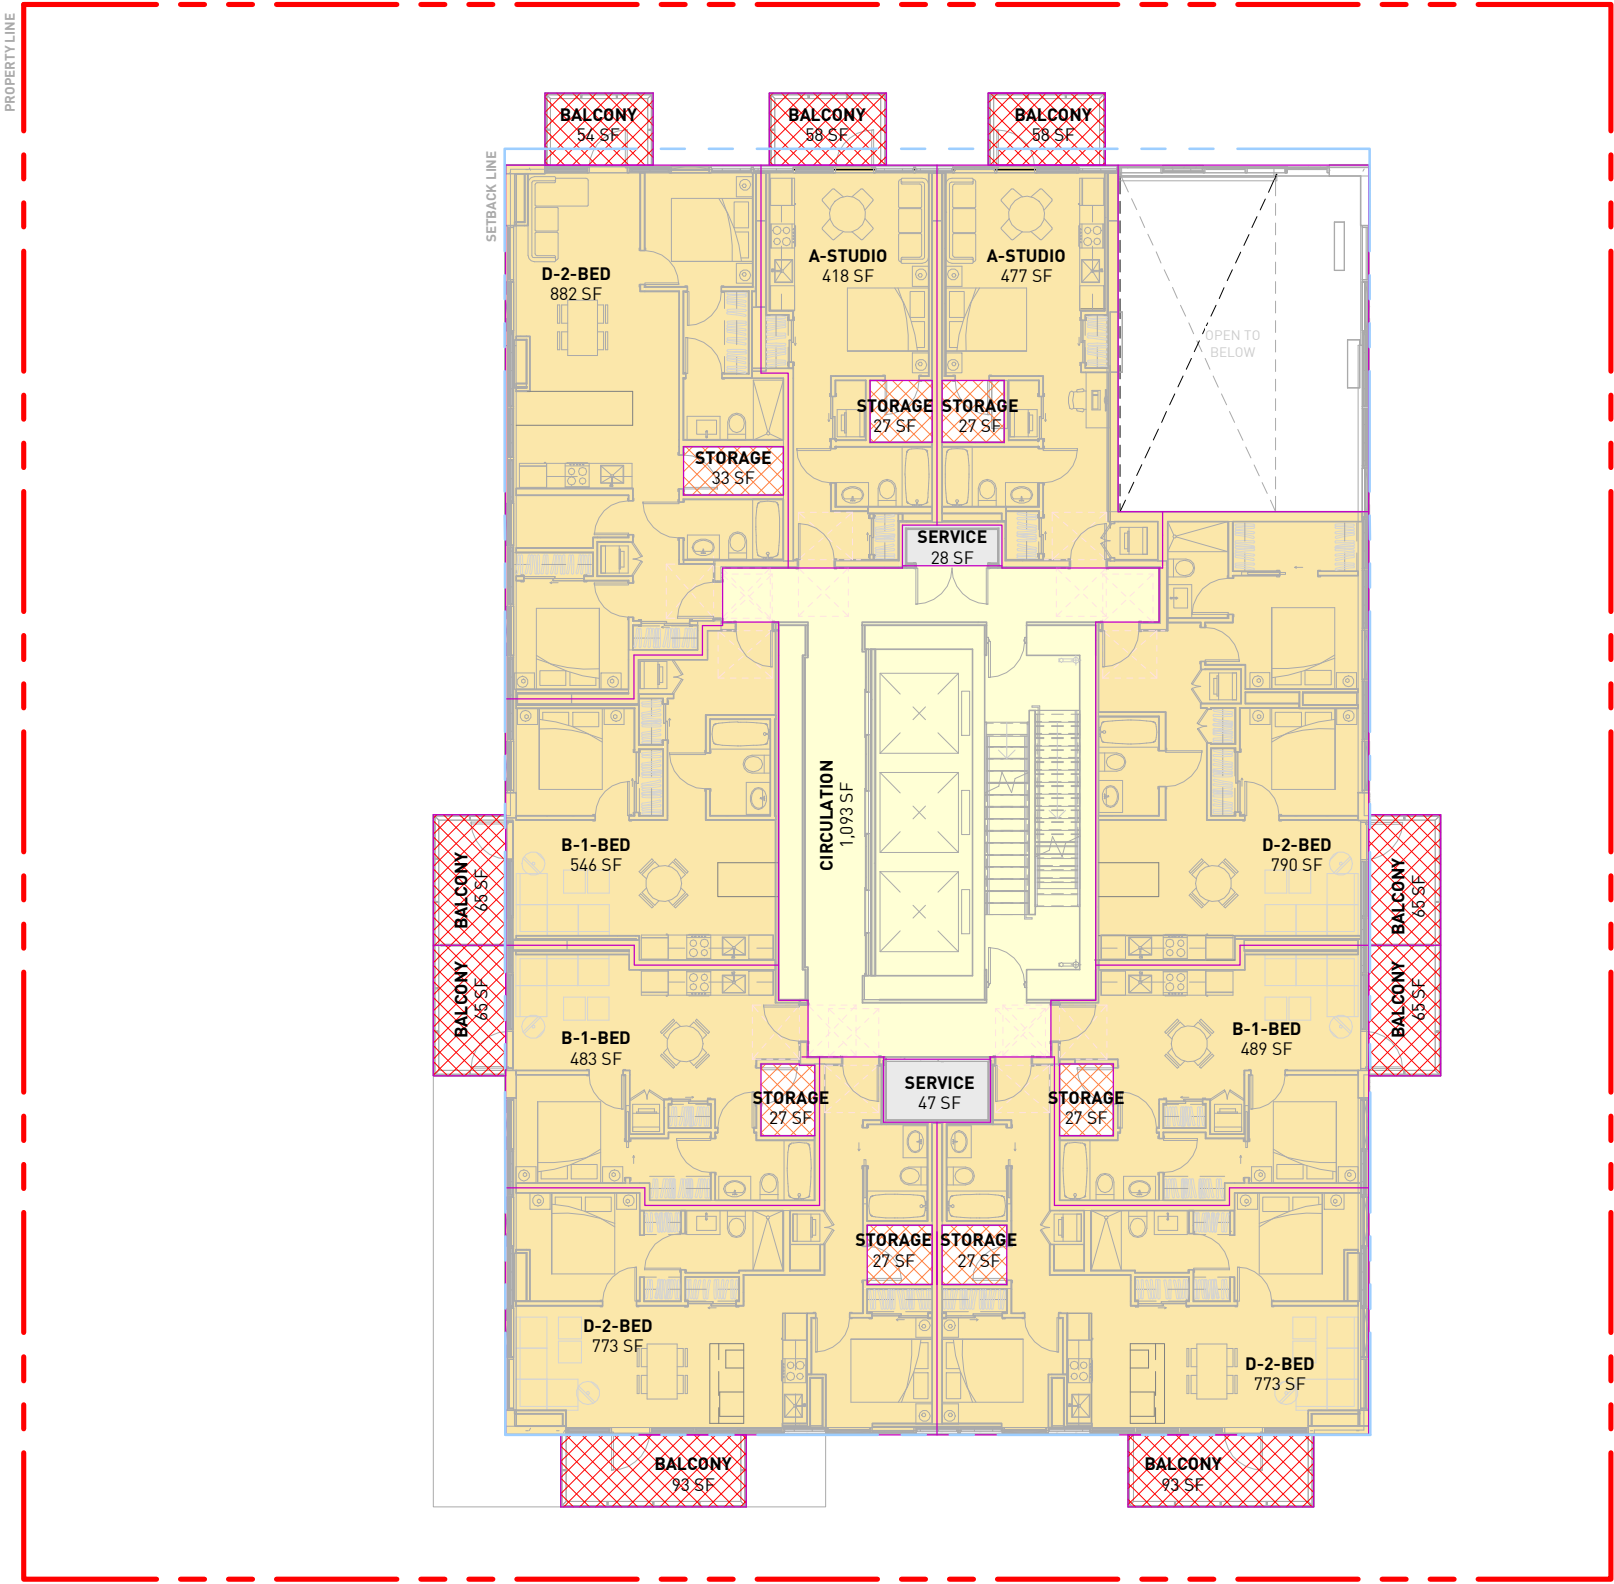 PROPERTY LINE
SETBACK LINE
BALCONY
54 SF
BALCONY
58 SF
BALCONY
58 SF
D-2-BED
882 SF
A-STUDIO
418 SF
A-STUDIO
477 SF
OPEN TO
BELOW
STORAGE
27 SF
STORAGE
27 SF
STORAGE
33 SF
SERVICE
28 SF
CIRCULATION
1,093 SF
B-1-BED
546 SF
D-2-BED
790 SF
BALCONY
65 SF
BALCONY
65 SF
BALCONY
65 SF
BALCONY
65 SF
B-1-BED
483 SF
B-1-BED
489 SF
STORAGE
27 SF
SERVICE
47 SF
STORAGE
27 SF
STORAGE
27 SF
STORAGE
27 SF
D-2-BED
773 SF
D-2-BED
773 SF
BALCONY
93 SF
BALCONY
93 SF